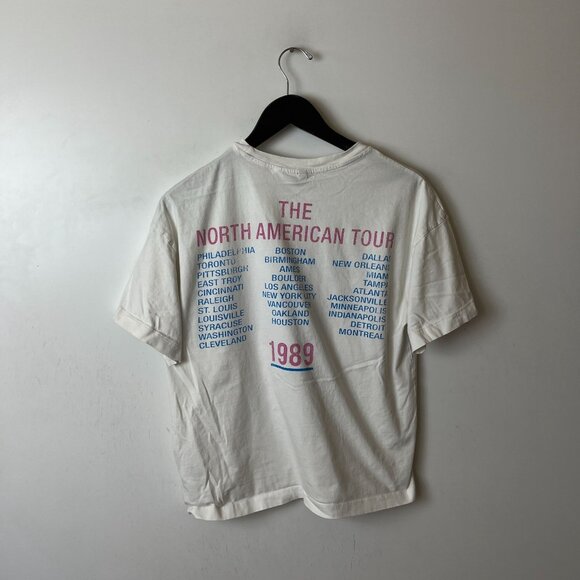 THE
NORTH AMERICAN TOUR
PHILADELPHIA
TORONTO
PITTSBURGH
EAST TROY
CINCINNATI
RALEIGH
ST. LOUIS
LOUISVILLE
SYRACUSE
WASHINGTON
CLEVELAND
BOSTON
BIRMINGHAM
AMES
BOULDER
LOS ANGELES
NEW YORK CITY
VANCOUVER
OAKLAND
HOUSTON
DALLAS
NEW ORLEANS
MIAMI
TAMPA
ATLANTA
JACKSONVILLE
MINNEAPOLIS
INDIANAPOLIS
DETROIT
MONTREAL
1989